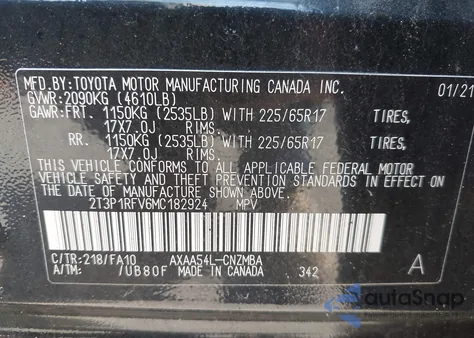 MFD.BY:TOYOTA MOTOR MANUFACTURING CANADA INC. 01/21
GVWR:2090KG (4610LB)
GAWR:FRT. 1150KG (2535LB) WITH 225/65R17 TIRES,
17X7.0J RIMS.
RR. 1150KG (2535LB) WITH 225/65R17 TIRES,
17X7.0J RIMS.
THIS VEHICLE CONFORMS TO ALL APPLICABLE FEDERAL MOTOR
VEHICLE SAFETY AND THEFT PREVENTION STANDARDS IN EFFECT
ON THE DATE OF MANUFACTURE SHOWN ABOVE.
2T3P1RFV6MC182924 MPV
C/TR:218/FA10 AXAA54L-CNZMBA
A/TM: /UB80F MADE IN CANADA 342 A
autoSnap